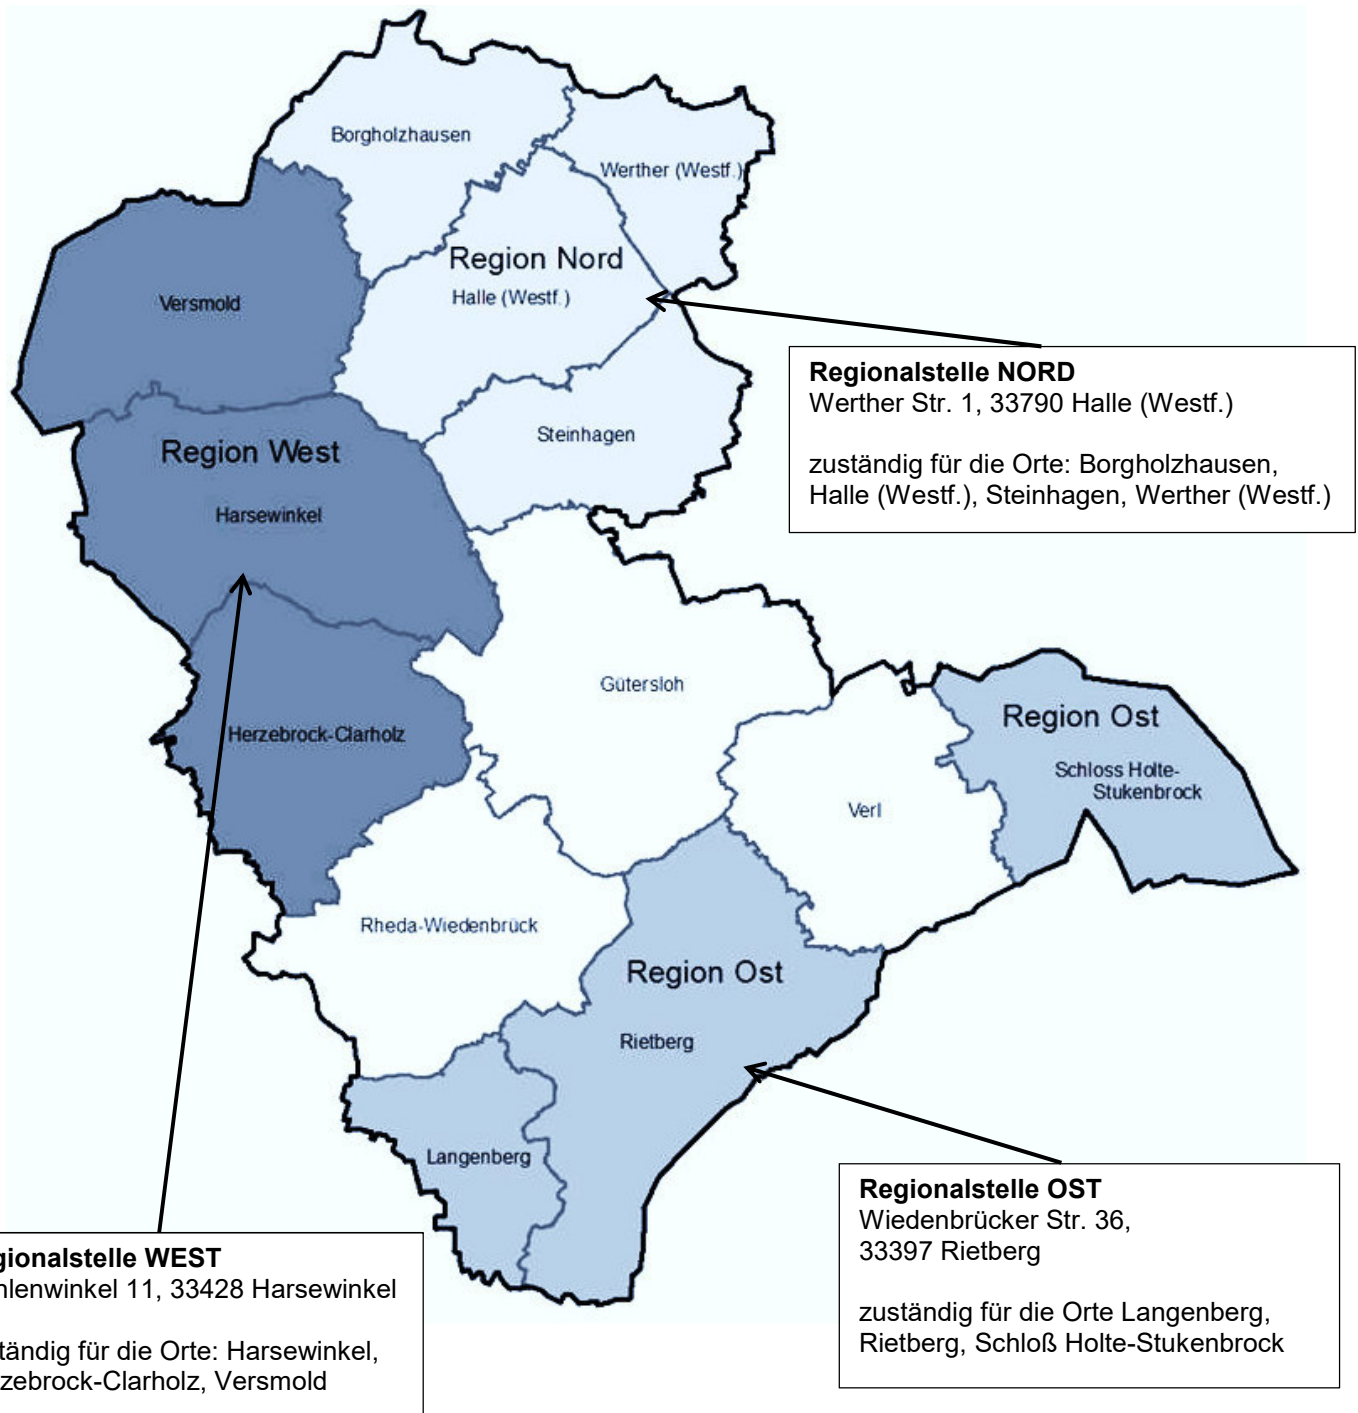 Borgholzhausen
Werther (Westf.)
Region Nord
Halle (Westf.)
Versmold
Regionalstelle NORD
Werther Str. 1, 33790 Halle (Westf.)
zuständig für die Orte: Borgholzhausen,
Halle (Westf.), Steinhagen, Werther (Westf.)
Steinhagen
Region West
Harsewinkel
Gütersloh
Region Ost
Schloss Holte-
Stukenbrock
Herzebrock-Clarholz
Verl
Rheda-Wiedenbrück
Region Ost
Rietberg
Langenberg
Regionalstelle OST
Wiedenbrücker Str. 36,
33397 Rietberg
zuständig für die Orte Langenberg,
Rietberg, Schloß Holte-Stukenbrock
gionalstelle WEST
hlenwinkel 11, 33428 Harsewinkel
tändig für die Orte: Harsewinkel,
rzebrock-Clarholz, Versmold